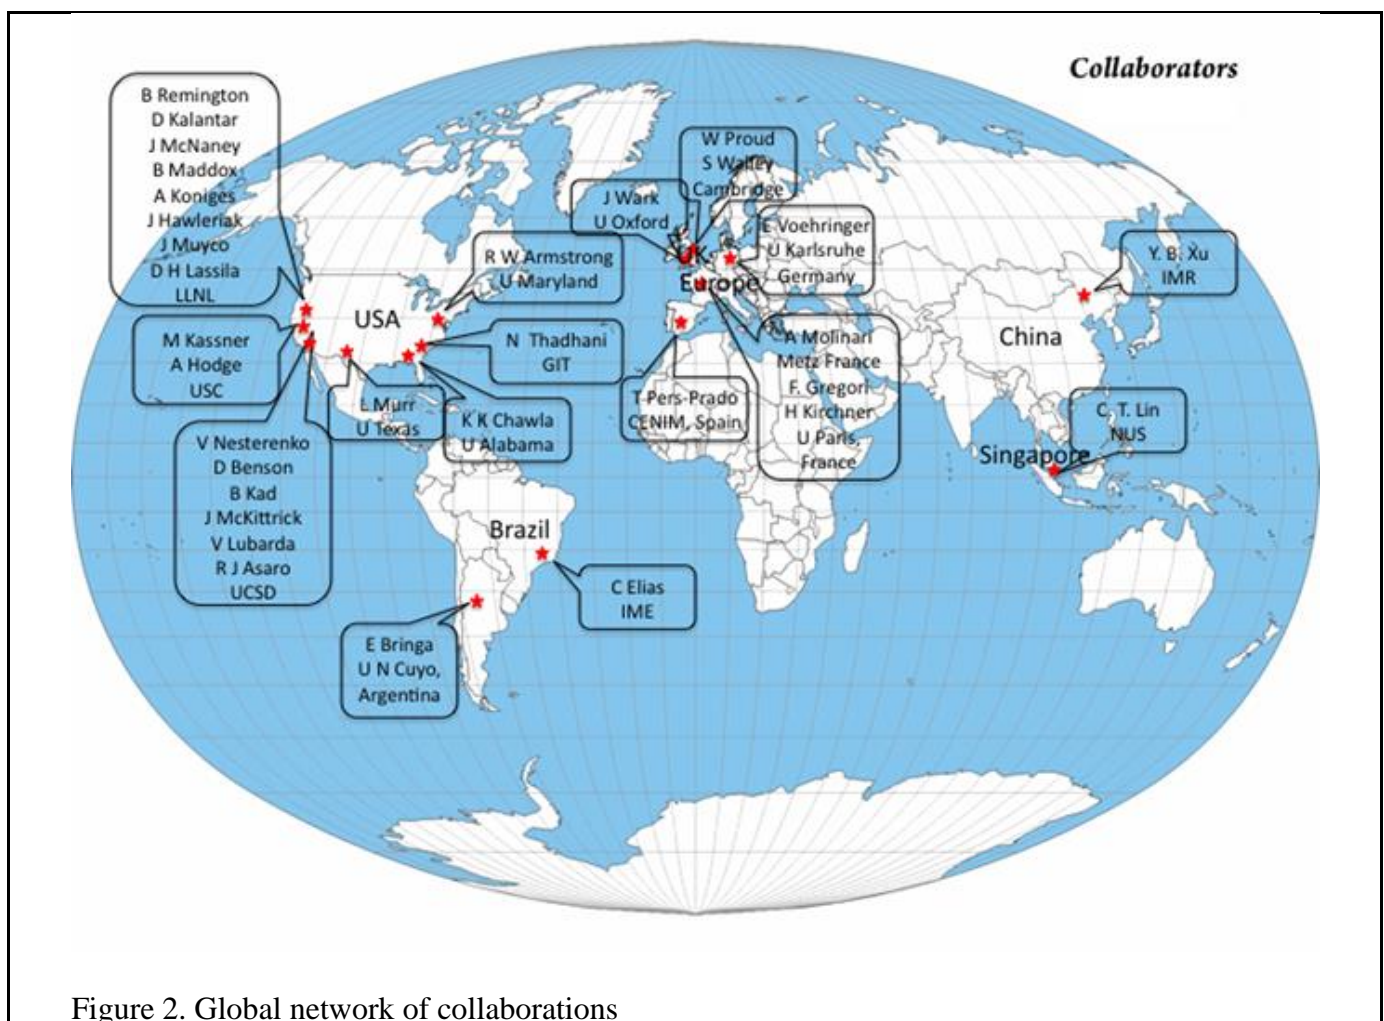 Collaborators
B Remington
D Kalantar
J McNaney
B Maddox
A Koniges
J Hawleriak
J Muyco
D H Lassila
LLNL
W Proud
S Walley
Cambridge
J Wark
U Oxford
E Voehringer
U Karlsruhe
Germany
R W Armstrong
U Maryland
Y. B. Xu
IMR
UK
Europe
USA
China
M Kassner
A Hodge
USC
N Thadhani
GIT
A Molinari
Metz France
F. Gregori
H Kirchner
U Paris,
France
T Pers-Prado
CENIM, Spain
L Murr
U Texas
K K Chawla
U Alabama
C. T. Lin
NUS
Singapore
V Nesterenko
D Benson
B Kad
J McKittrick
V Lubarda
R J Asaro
UCSD
Brazil
C Elias
IME
E Bringa
U N Cuyo,
Argentina
Figure 2. Global network of collaborations